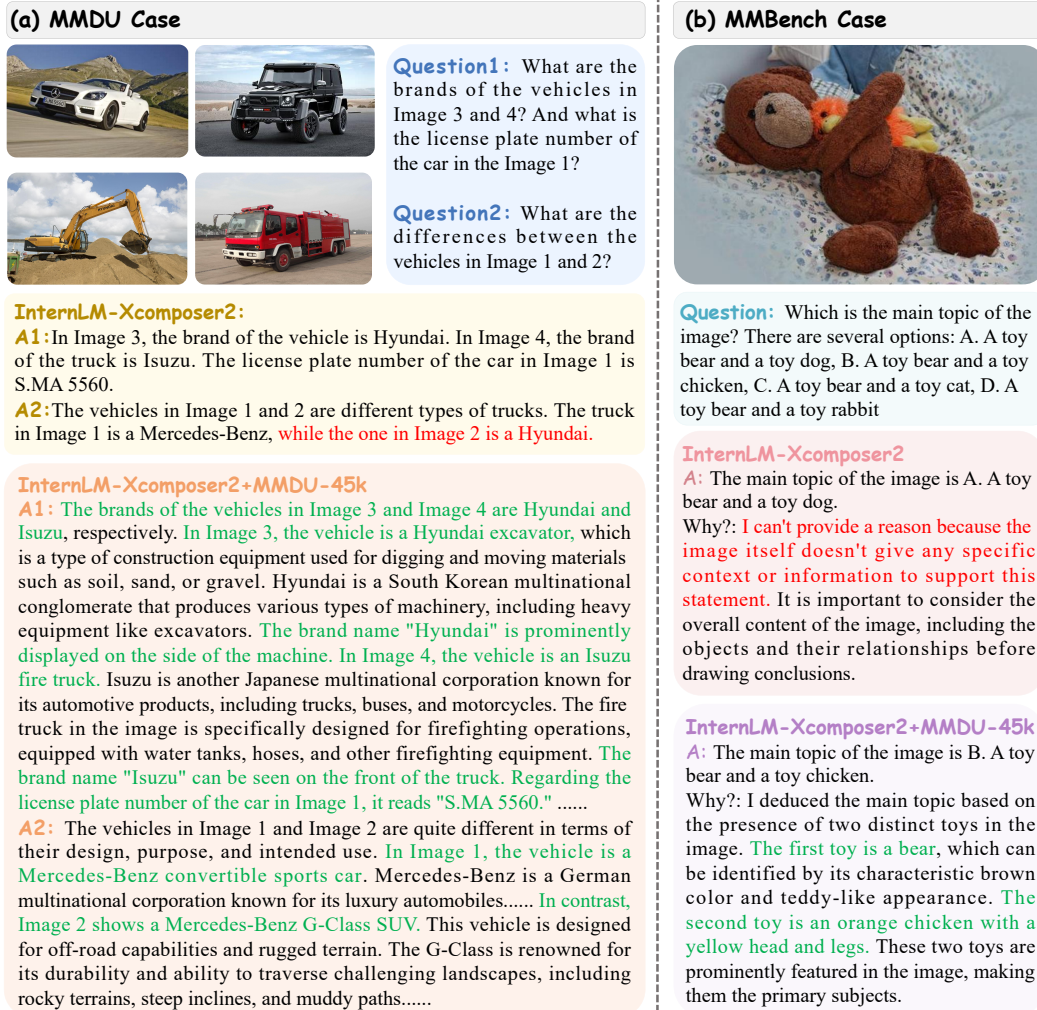 (a) MMDU Case
Question1: What are the
brands of the vehicles in
Image 3 and 4? And what is
the license plate number of
the car in the Image 1?
Question2: What are the
differences between the
vehicles in Image 1 and 2?
InternLM-Xcomposer2:
A1:In Image 3, the brand of the vehicle is Hyundai. In Image 4, the brand
of the truck is Isuzu. The license plate number of the car in Image 1 is
S.MA 5560.
A2:The vehicles in Image 1 and 2 are different types of trucks. The truck
in Image 1 is a Mercedes-Benz, while the one in Image 2 is a Hyundai.
InternLM-Xcomposer2+MMDU-45k
A1: The brands of the vehicles in Image 3 and Image 4 are Hyundai and
Isuzu, respectively. In Image 3, the vehicle is a Hyundai excavator, which
is a type of construction equipment used for digging and moving materials
such as soil, sand, or gravel. Hyundai is a South Korean multinational
conglomerate that produces various types of machinery, including heavy
equipment like excavators. The brand name "Hyundai" is prominently
displayed on the side of the machine. In Image 4, the vehicle is an Isuzu
fire truck. Isuzu is another Japanese multinational corporation known for
its automotive products, including trucks, buses, and motorcycles. The fire
truck in the image is specifically designed for firefighting operations,
equipped with water tanks, hoses, and other firefighting equipment. The
brand name "Isuzu" can be seen on the front of the truck. Regarding the
license plate number of the car in Image 1, it reads "S.MA 5560." ......
A2: The vehicles in Image 1 and Image 2 are quite different in terms of
their design, purpose, and intended use. In Image 1, the vehicle is a
Mercedes-Benz convertible sports car. Mercedes-Benz is a German
multinational corporation known for its luxury automobiles...... In contrast,
Image 2 shows a Mercedes-Benz G-Class SUV. This vehicle is designed
for off-road capabilities and rugged terrain. The G-Class is renowned for
its durability and ability to traverse challenging landscapes, including
rocky terrains, steep inclines, and muddy paths......
(b) MMBench Case
Question: Which is the main topic of the
image? There are several options: A. A toy
bear and a toy dog, B. A toy bear and a toy
chicken, C. A toy bear and a toy cat, D. A
toy bear and a toy rabbit
InternLM-Xcomposer2
A: The main topic of the image is A. A toy
bear and a toy dog.
Why?: I can't provide a reason because the
image itself doesn't give any specific
context or information to support this
statement. It is important to consider the
overall content of the image, including the
objects and their relationships before
drawing conclusions.
InternLM-Xcomposer2+MMDU-45k
A: The main topic of the image is B. A toy
bear and a toy chicken.
Why?: I deduced the main topic based on
the presence of two distinct toys in the
image. The first toy is a bear, which can
be identified by its characteristic brown
color and teddy-like appearance. The
second toy is an orange chicken with a
yellow head and legs. These two toys are
prominently featured in the image, making
them the primary subjects.